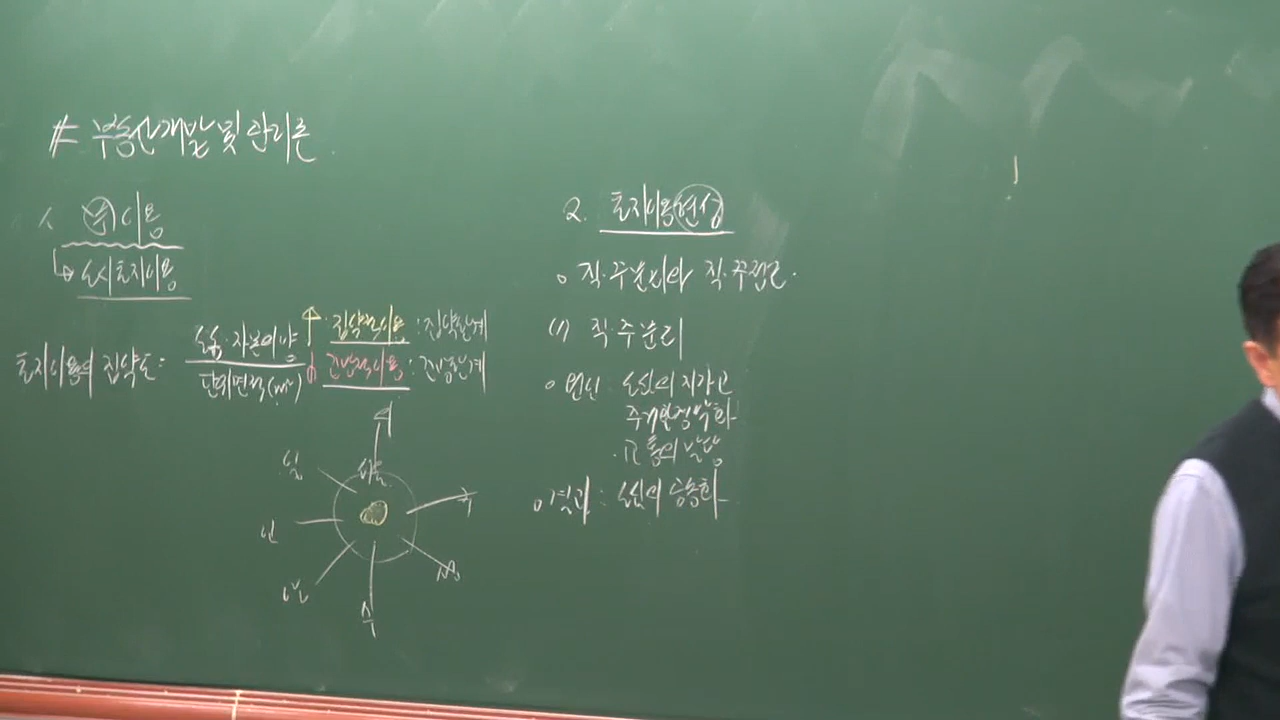 # 부동산개발 및 관리론
1. 부 이용
도시토지이용
토지이용의 집약도 =
노동·자본의 양
단위면적(m²)
집약적이용 : 집약한계
조방적이용 : 조방한계
서울
수
2. 토지이용현상
o 직·주분리와 직·주접근.
(1) 직·주분리
o 원인 : 도심의 지가고
주거환경악화
· 교통의 발달
o 결과 : 도심의 공동화